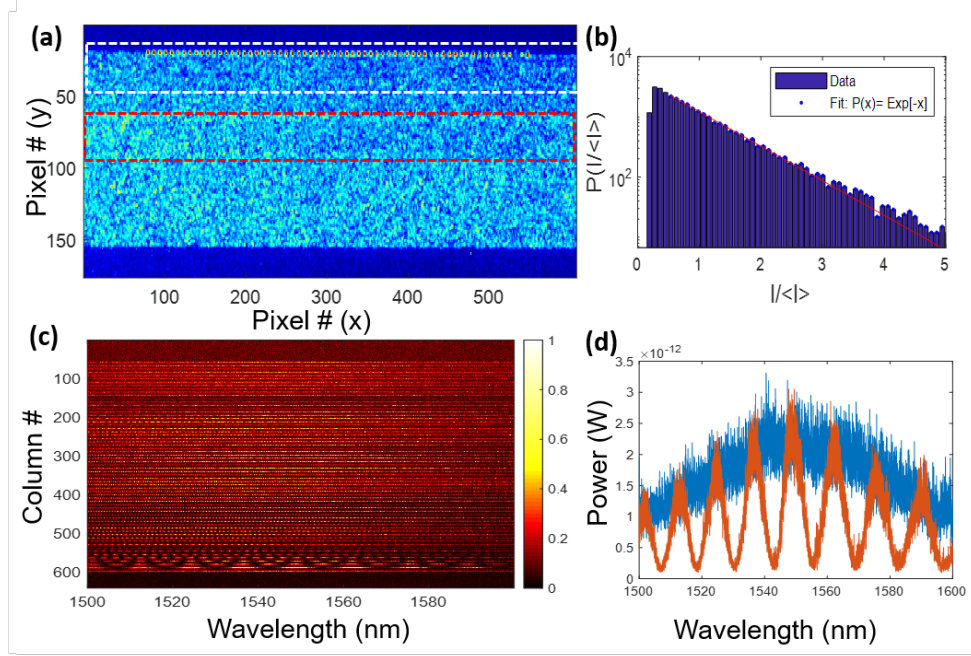 (a)
50
100
150
Pixel # (y)
100 200 300 400 500
Pixel # (x)
(b)
10^4
10^2
P(I/<I>)
Data
Fit: P(x)= Exp[-x]
0 1 2 3 4 5
I/<I>
(c)
100
200
300
400
500
600
Column #
1500 1520 1540 1560 1580
Wavelength (nm)
1
0.8
0.6
0.4
0.2
0
(d)
×10^-12
3.5
3
2.5
2
1.5
1
0.5
0
Power (W)
1500 1520 1540 1560 1580 1600
Wavelength (nm)